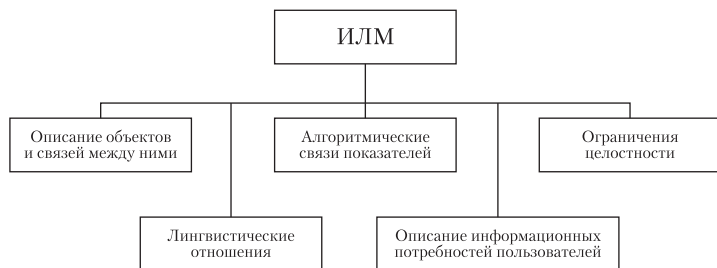 ИЛМ
Описание объектов
и связей между ними
Алгоритмические
связи показателей
Ограничения
целостности
Лингвистические
отношения
Описание информационных
потребностей пользователей